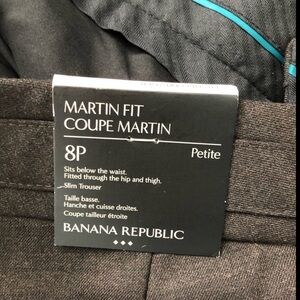 MARTIN FIT
COUPE MARTIN
8P
Petite
Sits below the waist.
Fitted through the hip and thigh.
Slim Trouser
Taille basse.
Hanche et cuisse droites.
Coupe tailleur étroite
BANANA REPUBLIC